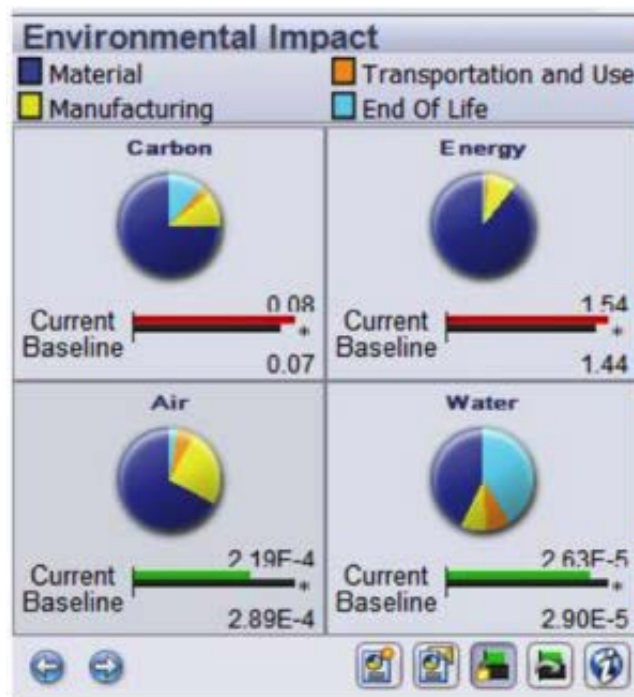 Environmental Impact
Material
Transportation and Use
Manufacturing
End Of Life
Carbon
Energy
0.08
Current
*
Baseline
0.07
1.54
Current
*
Baseline
1.44
Air
Water
2.19E-4
Current
*
Baseline
2.89E-4
2.63E-5
Current
*
Baseline
2.90E-5